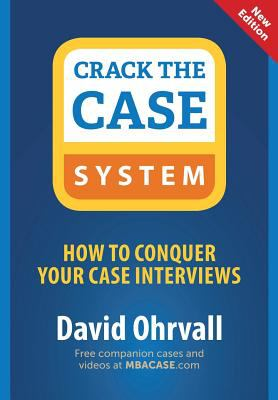 New Edition
CRACK THE
CASE
SYSTEM
HOW TO CONQUER
YOUR CASE INTERVIEWS
David Ohrvall
Free companion cases and
videos at MBACASE.com